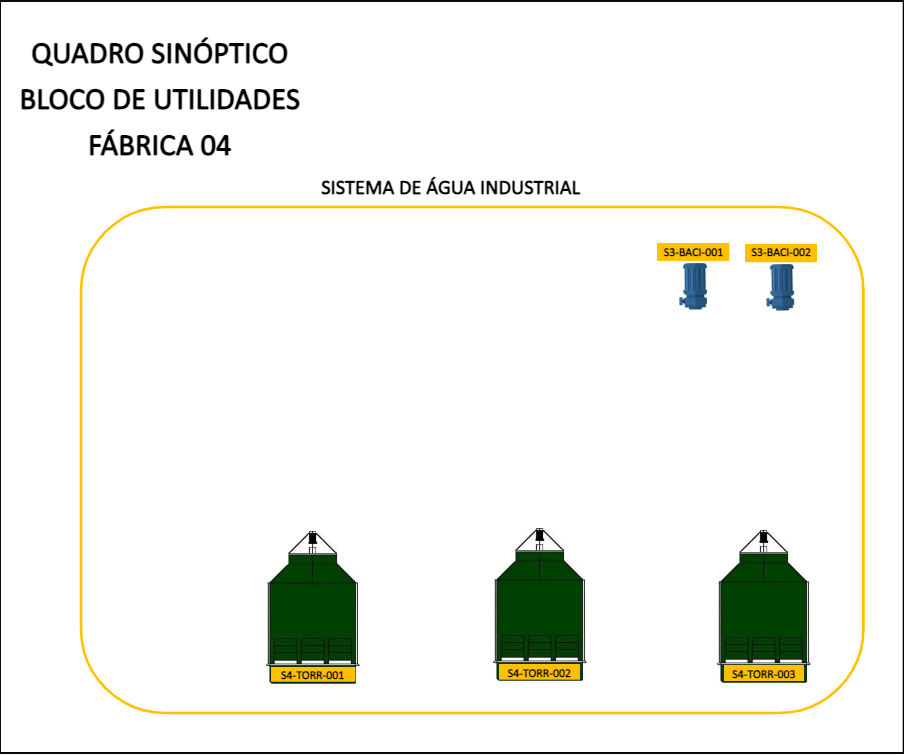 QUADRO SINÓPTICO
BLOCO DE UTILIDADES
FÁBRICA 04
SISTEMA DE ÁGUA INDUSTRIAL
S3-BACI-001 S3-BACI-002
S4-TORR-001 S4-TORR-002 S4-TORR-003